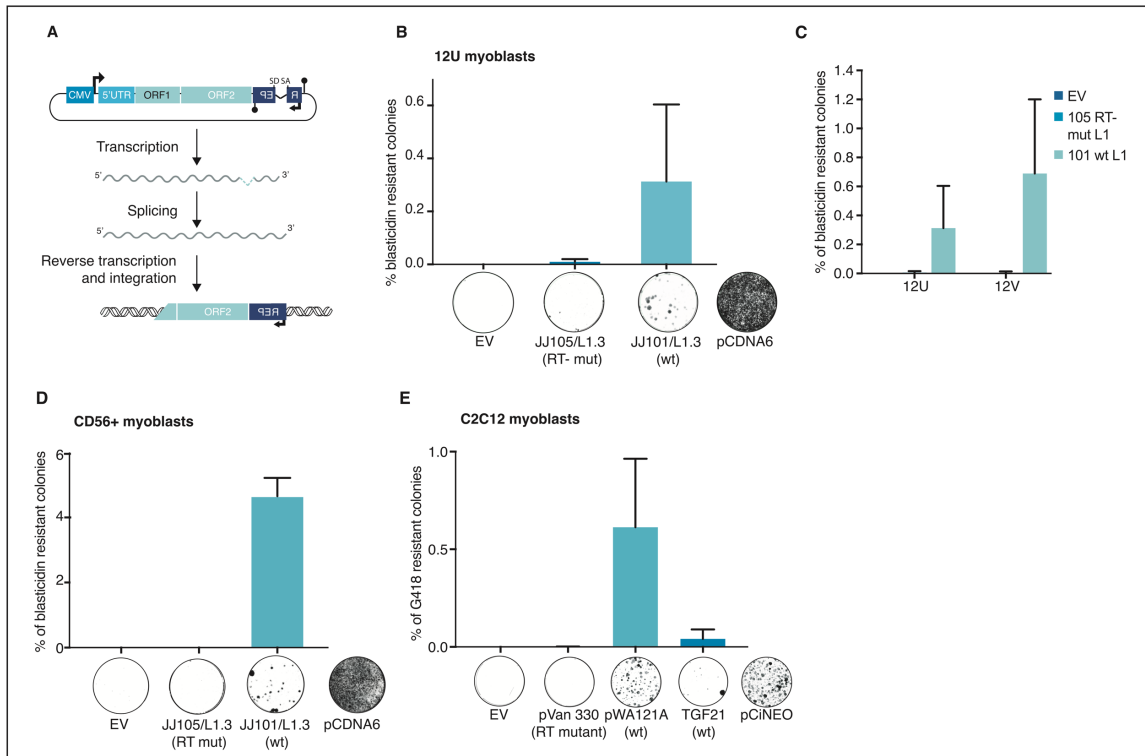 A
CMV
5'UTR
ORF1
ORF2
REP
SD SA
R
Transcription
5'
3'
Splicing
5'
3'
Reverse transcription
and integration
ORF2
REP
B
12U myoblasts
% blasticidin resistant colonies
0.6
0.4
0.2
0.0
EV
JJ105/L1.3
(RT- mut)
JJ101/L1.3
(wt)
pCDNA6
C
% of blasticidin resistant colonies
1.4
1.2
1.0
0.8
0.6
0.4
0.2
0.0
12U
12V
EV
105 RT-
mut L1
101 wt L1
D
CD56+ myoblasts
% of blasticidin resistant colonies
6
4
2
0
EV
JJ105/L1.3
(RT mut)
JJ101/L1.3
(wt)
pCDNA6
E
C2C12 myoblasts
% of G418 resistant colonies
1.0
0.5
0.0
EV
pVan 330
(RT mutant)
pWA121A
(wt)
TGF21
(wt)
pCiNEO